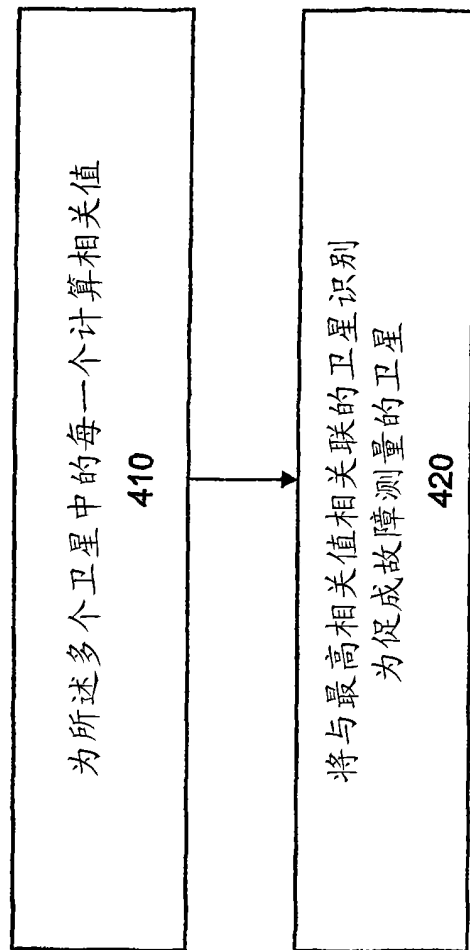 为所述多个卫星中的每一个计算相关值
410
将与最高相关值相关联的卫星识别
为促成故障测量的卫星
420